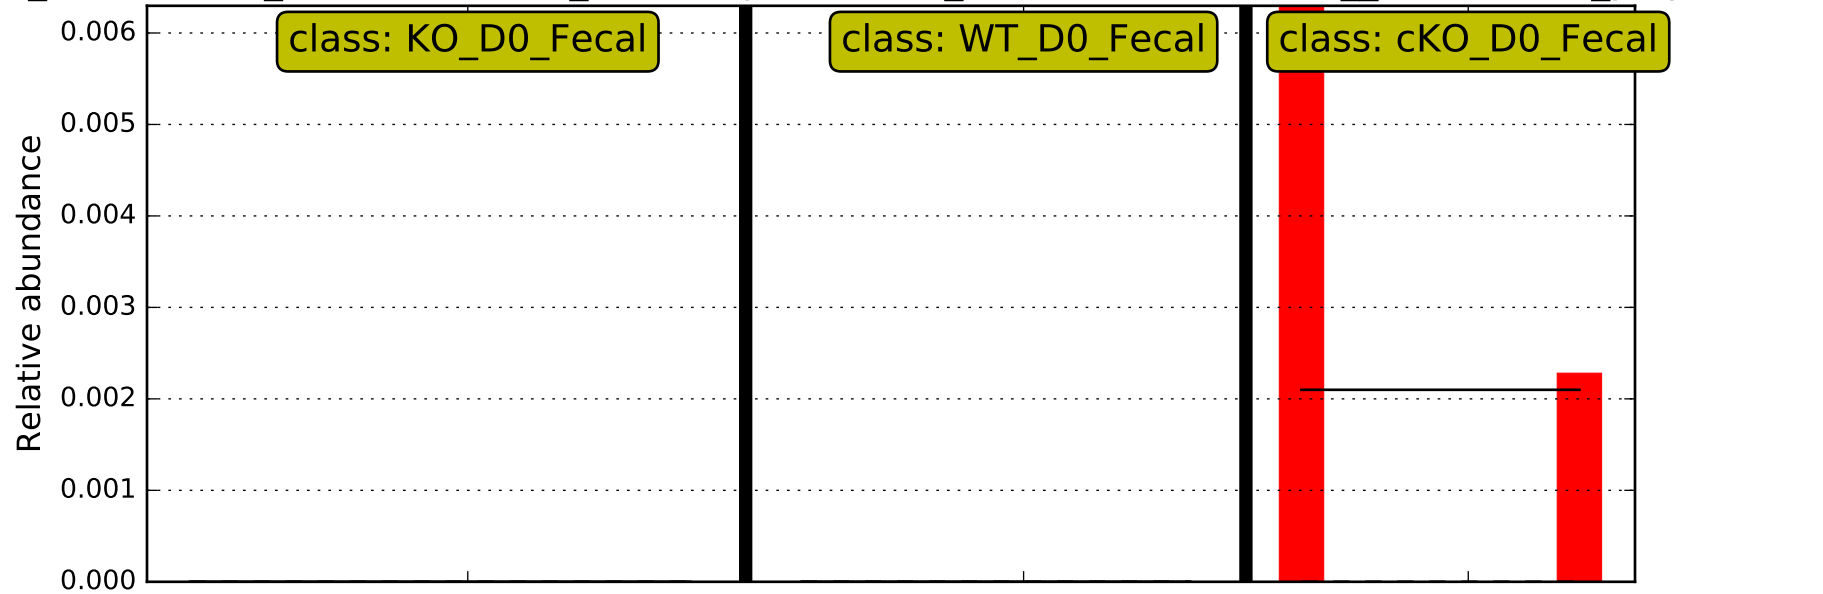 class: KO_D0_Fecal
class: WT_D0_Fecal
class: cKO_D0_Fecal
Relative abundance
0.006
0.005
0.004
0.003
0.002
0.001
0.000